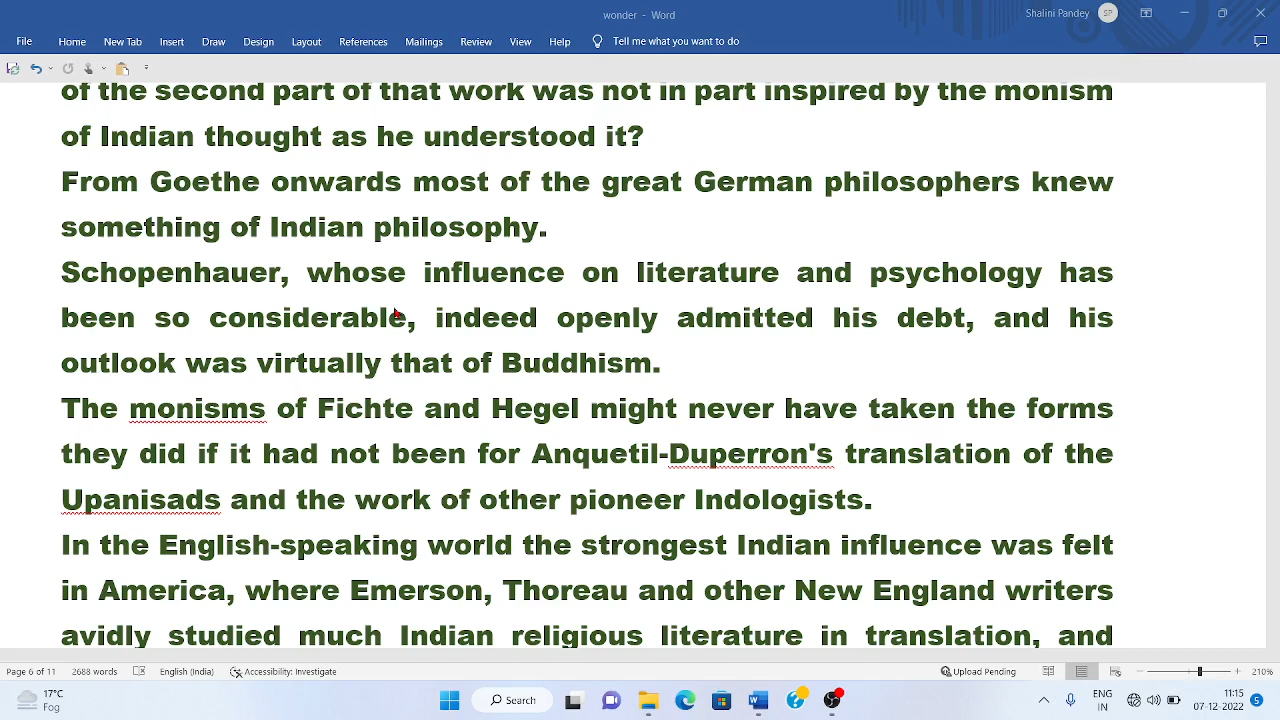 wonder - Word
Shalini Pandey SP
File Home New Tab Insert Draw Design Layout References Mailings Review View Help Tell me what you want to do
of the second part of that work was not in part inspired by the monism
of Indian thought as he understood it?
From Goethe onwards most of the great German philosophers knew
something of Indian philosophy.
Schopenhauer, whose influence on literature and psychology has
been so considerable, indeed openly admitted his debt, and his
outlook was virtually that of Buddhism.
The monisms of Fichte and Hegel might never have taken the forms
they did if it had not been for Anquetil-Duperron's translation of the
Upanisads and the work of other pioneer Indologists.
In the English-speaking world the strongest Indian influence was felt
in America, where Emerson, Thoreau and other New England writers
avidly studied much Indian religious literature in translation, and
Page 6 of 11 2688 words English (India) Accessibility: Investigate Upload Pending 210%
17°C
Fog
Search
ENG
IN
11:15
07-12-2022
5